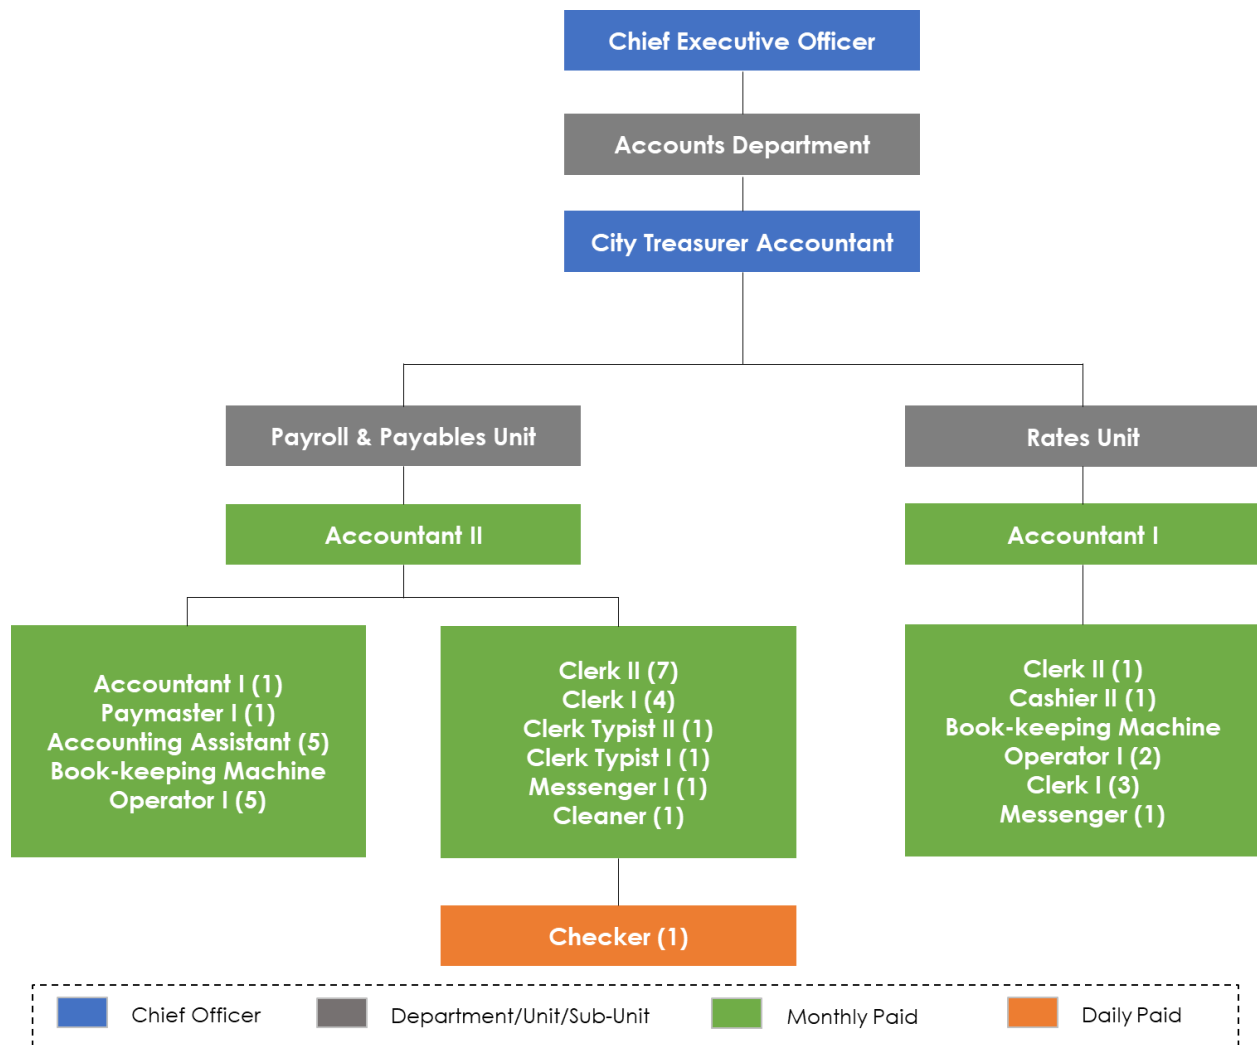 Chief Executive Officer
Accounts Department
City Treasurer Accountant
Payroll & Payables Unit
Rates Unit
Accountant II
Accountant I
Accountant I (1)
Paymaster I (1)
Accounting Assistant (5)
Book-keeping Machine
Operator I (5)
Clerk II (7)
Clerk I (4)
Clerk Typist II (1)
Clerk Typist I (1)
Messenger I (1)
Cleaner (1)
Clerk II (1)
Cashier II (1)
Book-keeping Machine
Operator I (2)
Clerk I (3)
Messenger (1)
Checker (1)
Chief Officer
Department/Unit/Sub-Unit
Monthly Paid
Daily Paid